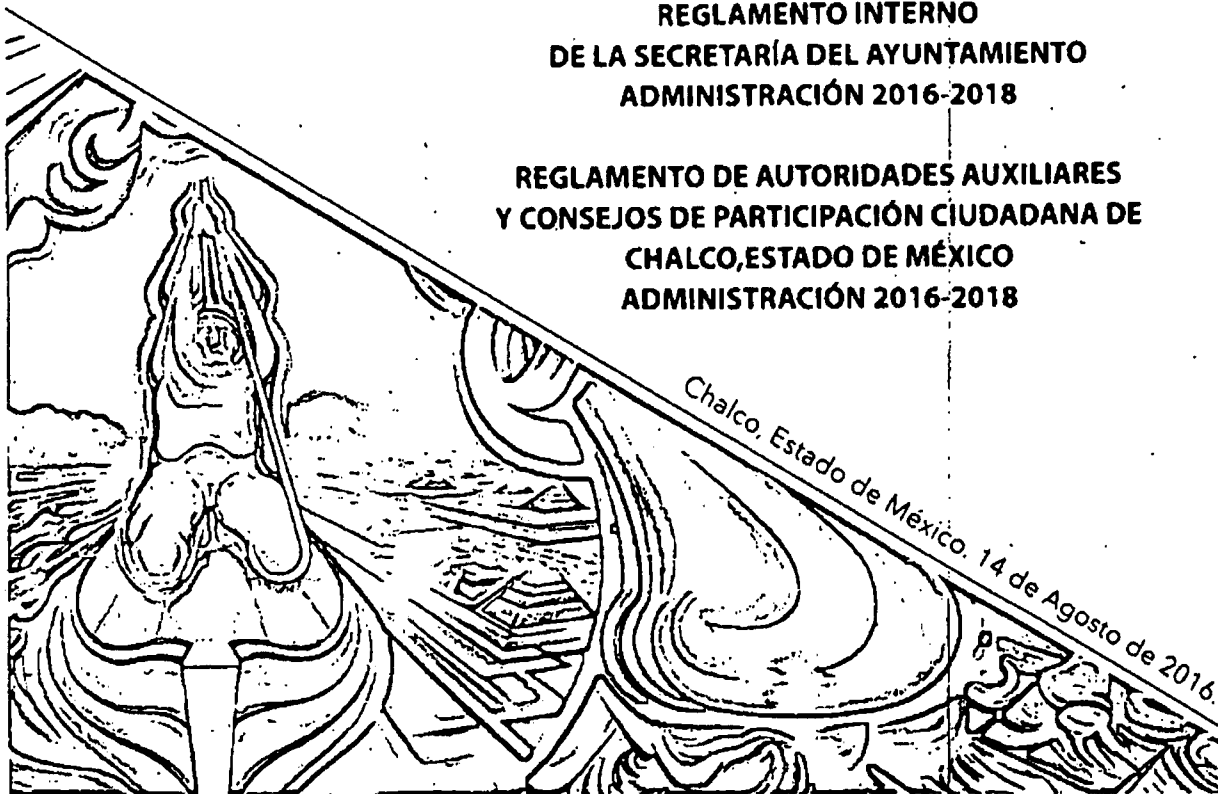 REGLAMENTO INTERNO
DE LA SECRETARÍA DEL AYUNTAMIENTO
ADMINISTRACIÓN 2016-2018
REGLAMENTO DE AUTORIDADES AUXILIARES
Y CONSEJOS DE PARTICIPACIÓN CIUDADANA DE
CHALCO,ESTADO DE MÉXICO
ADMINISTRACIÓN 2016-2018
Chalco, Estado de México. 14 de Agosto de 2016.